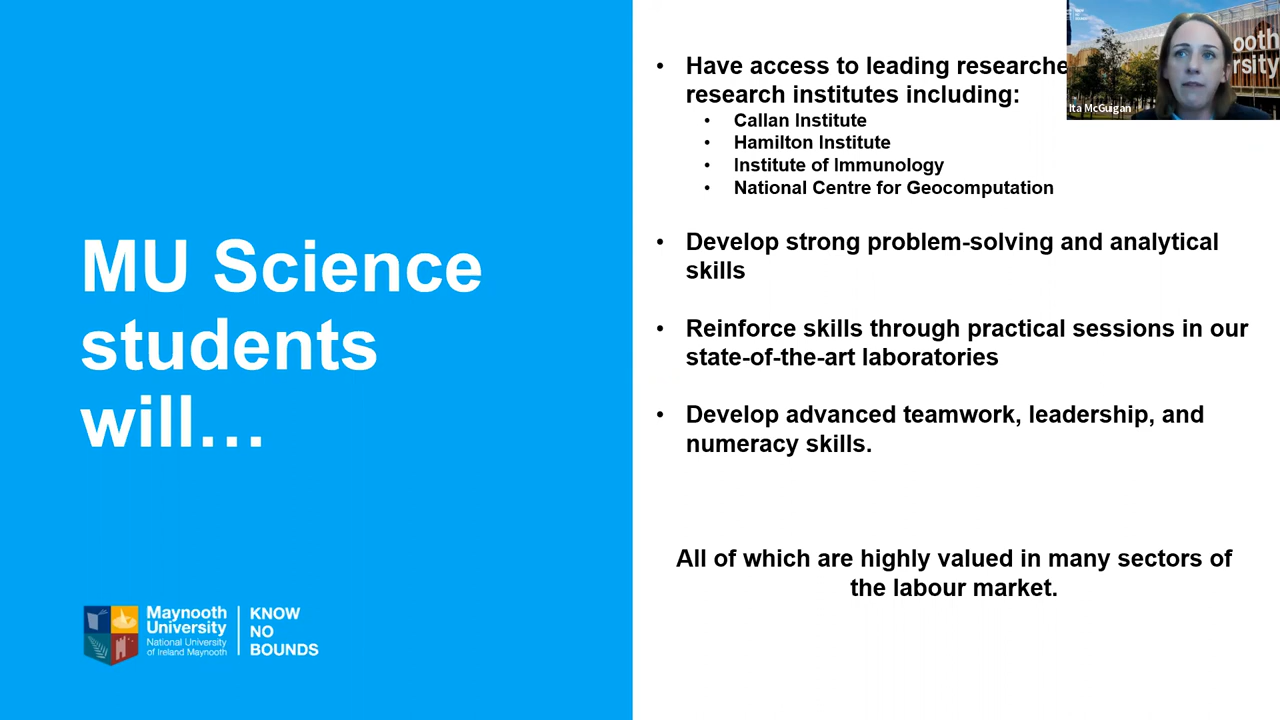 MU Science
students
will…
Maynooth
University
National University
of Ireland Maynooth
KNOW
NO
BOUNDS
• Have access to leading
research institutes including:
• Callan Institute
• Hamilton Institute
• Institute of Immunology
• National Centre for Geocomputation
• Develop strong problem-solving and analytical
skills
• Reinforce skills through practical sessions in our
state-of-the-art laboratories
• Develop advanced teamwork, leadership, and
numeracy skills.
All of which are highly valued in many sectors of
the labour market.
ooth
rsity
Ita McGuigan